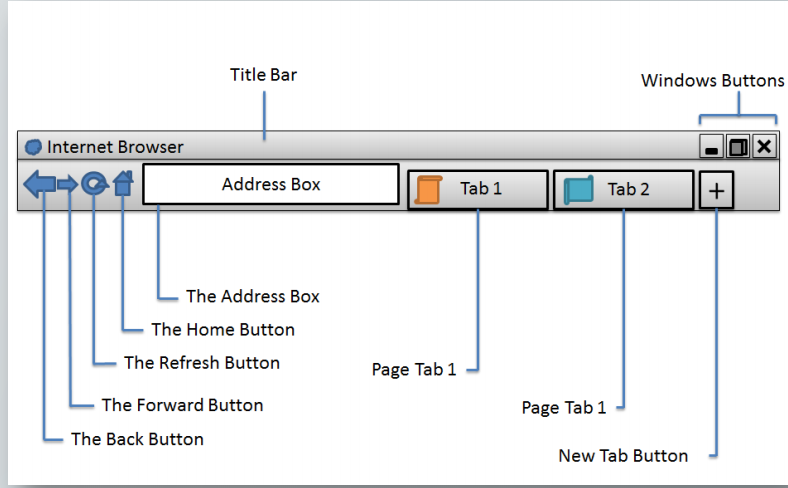 Title Bar
Windows Buttons
Internet Browser
Address Box
Tab 1
Tab 2
+
The Address Box
The Home Button
The Refresh Button
Page Tab 1
The Forward Button
Page Tab 1
The Back Button
New Tab Button